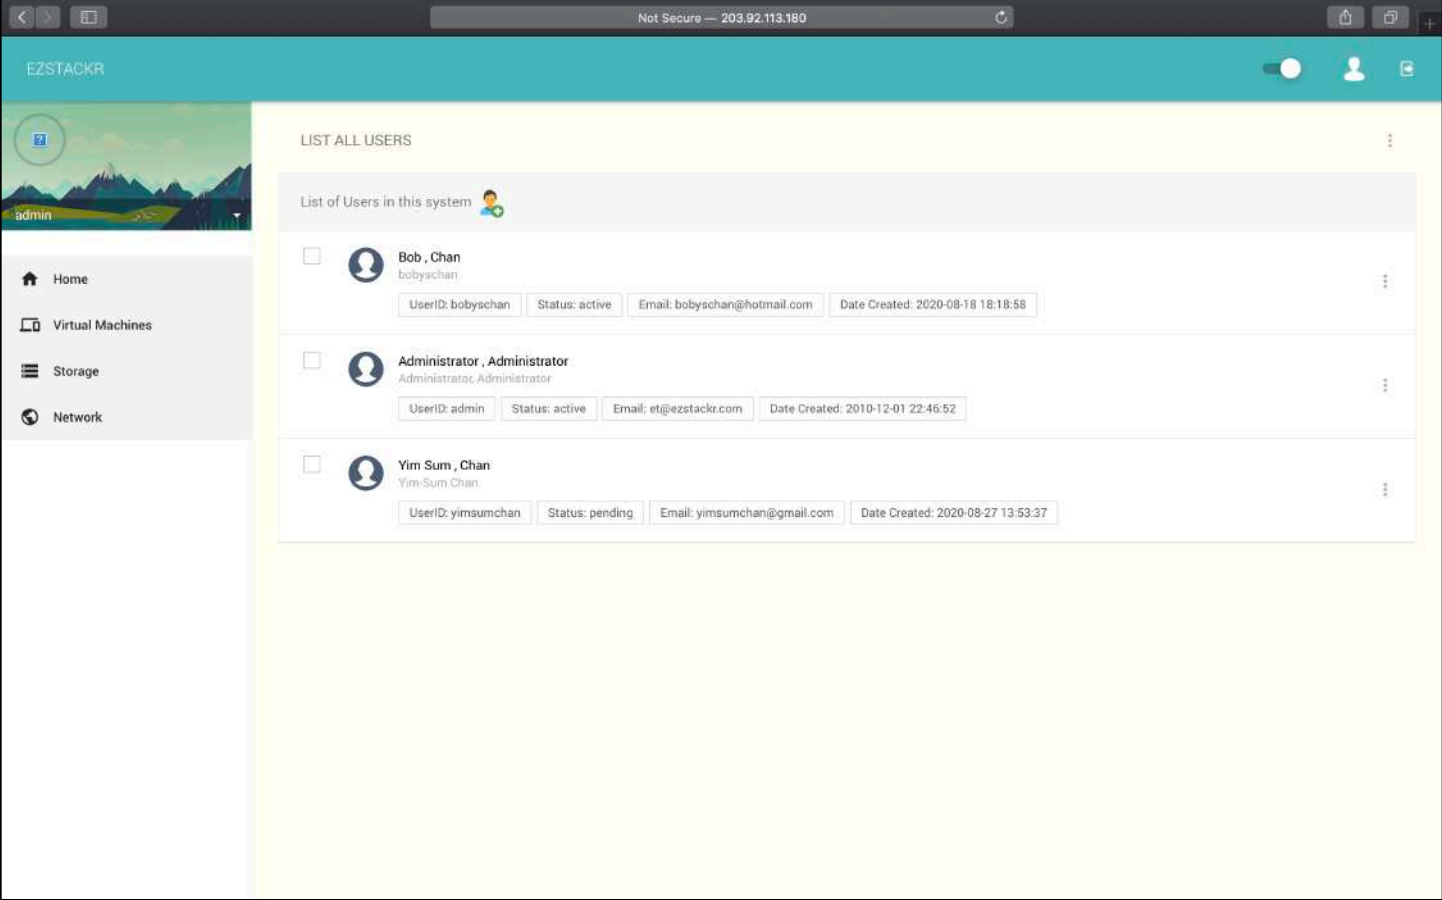 Not Secure — 203.92.113.180
EZSTACKR
admin
Home
Virtual Machines
Storage
Network
LIST ALL USERS
List of Users in this system
Bob , Chan
bobyschan
UserID: bobyschan Status: active Email: bobyschan@hotmail.com Date Created: 2020-08-18 18:18:58
Administrator , Administrator
Administrator, Administrator
UserID: admin Status: active Email: et@ezstackr.com Date Created: 2010-12-01 22:46:52
Yim Sum , Chan
Yim-Sum Chan
UserID: yimsumchan Status: pending Email: yimsumchan@gmail.com Date Created: 2020-08-27 13:53:37